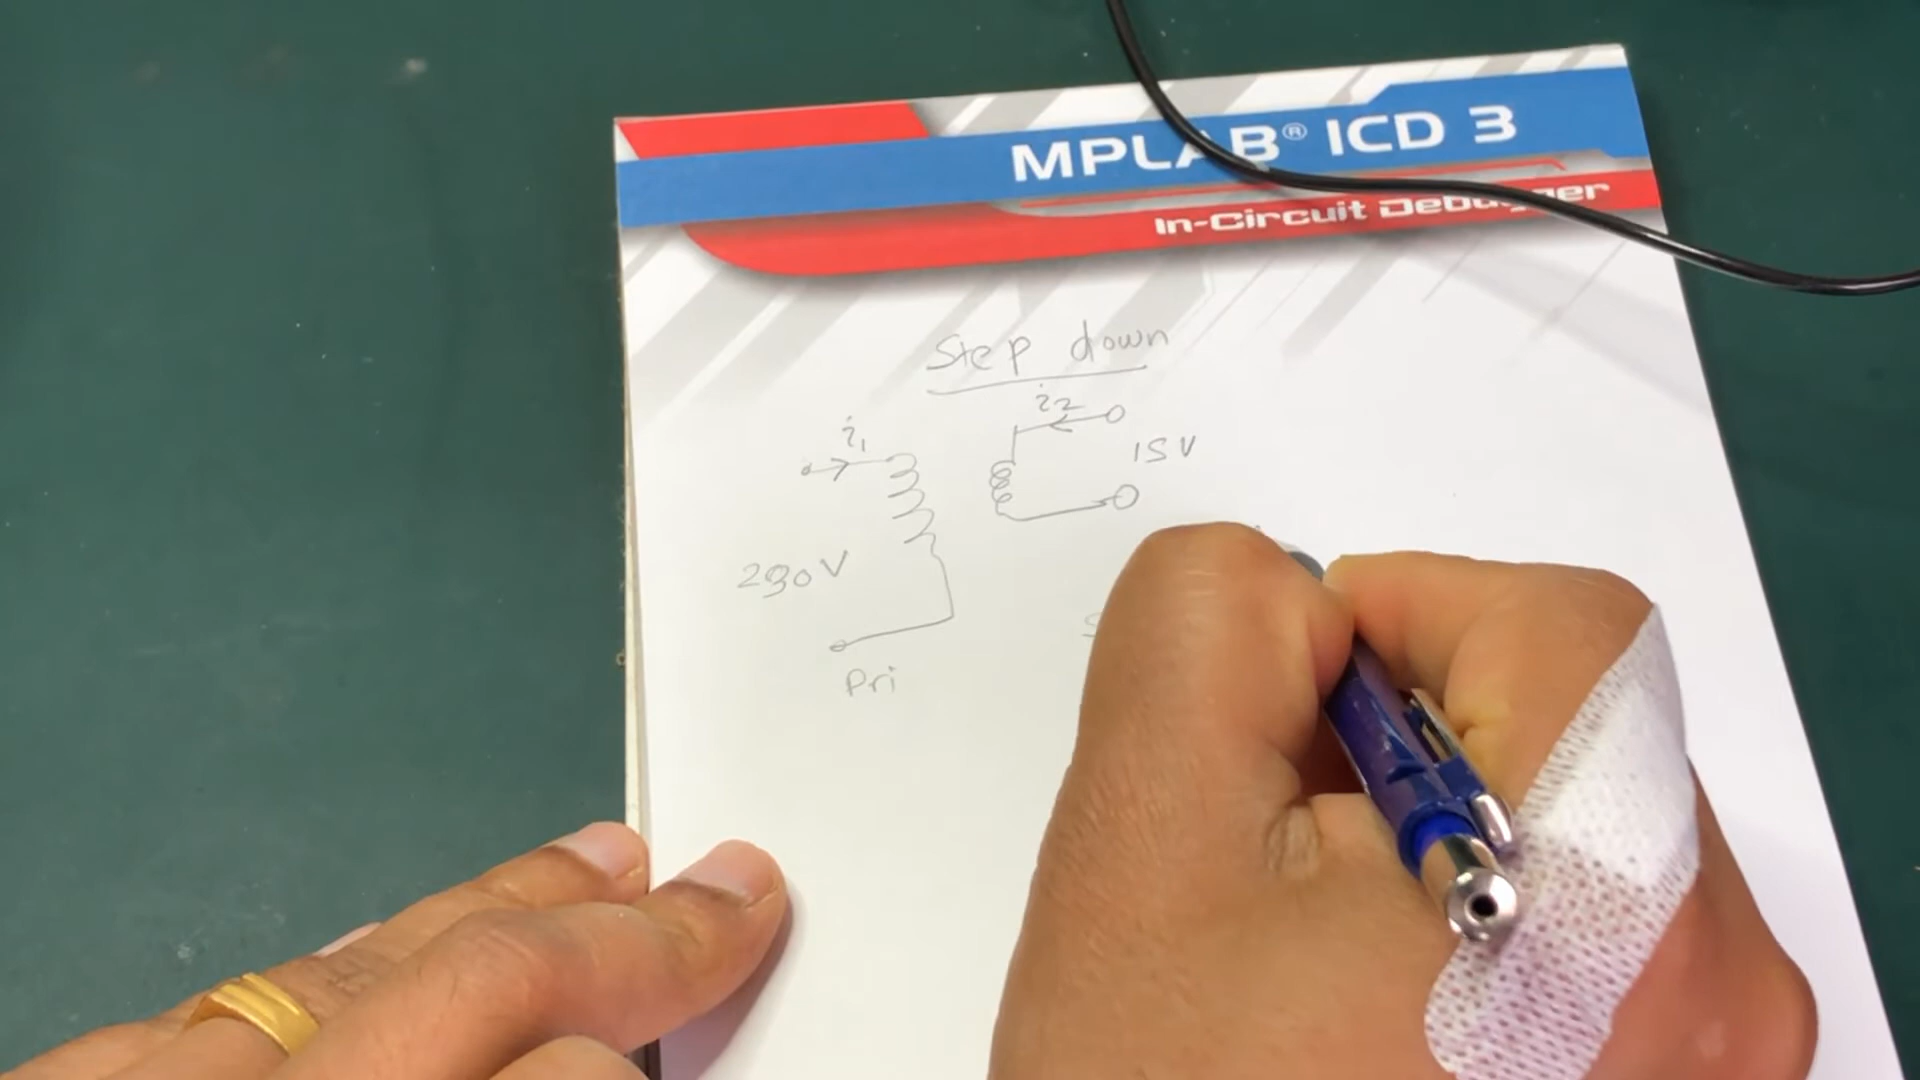 MPLAB® ICD 3
In-Circuit Debugger
Step down
i2
i1
15V
230V
Pri